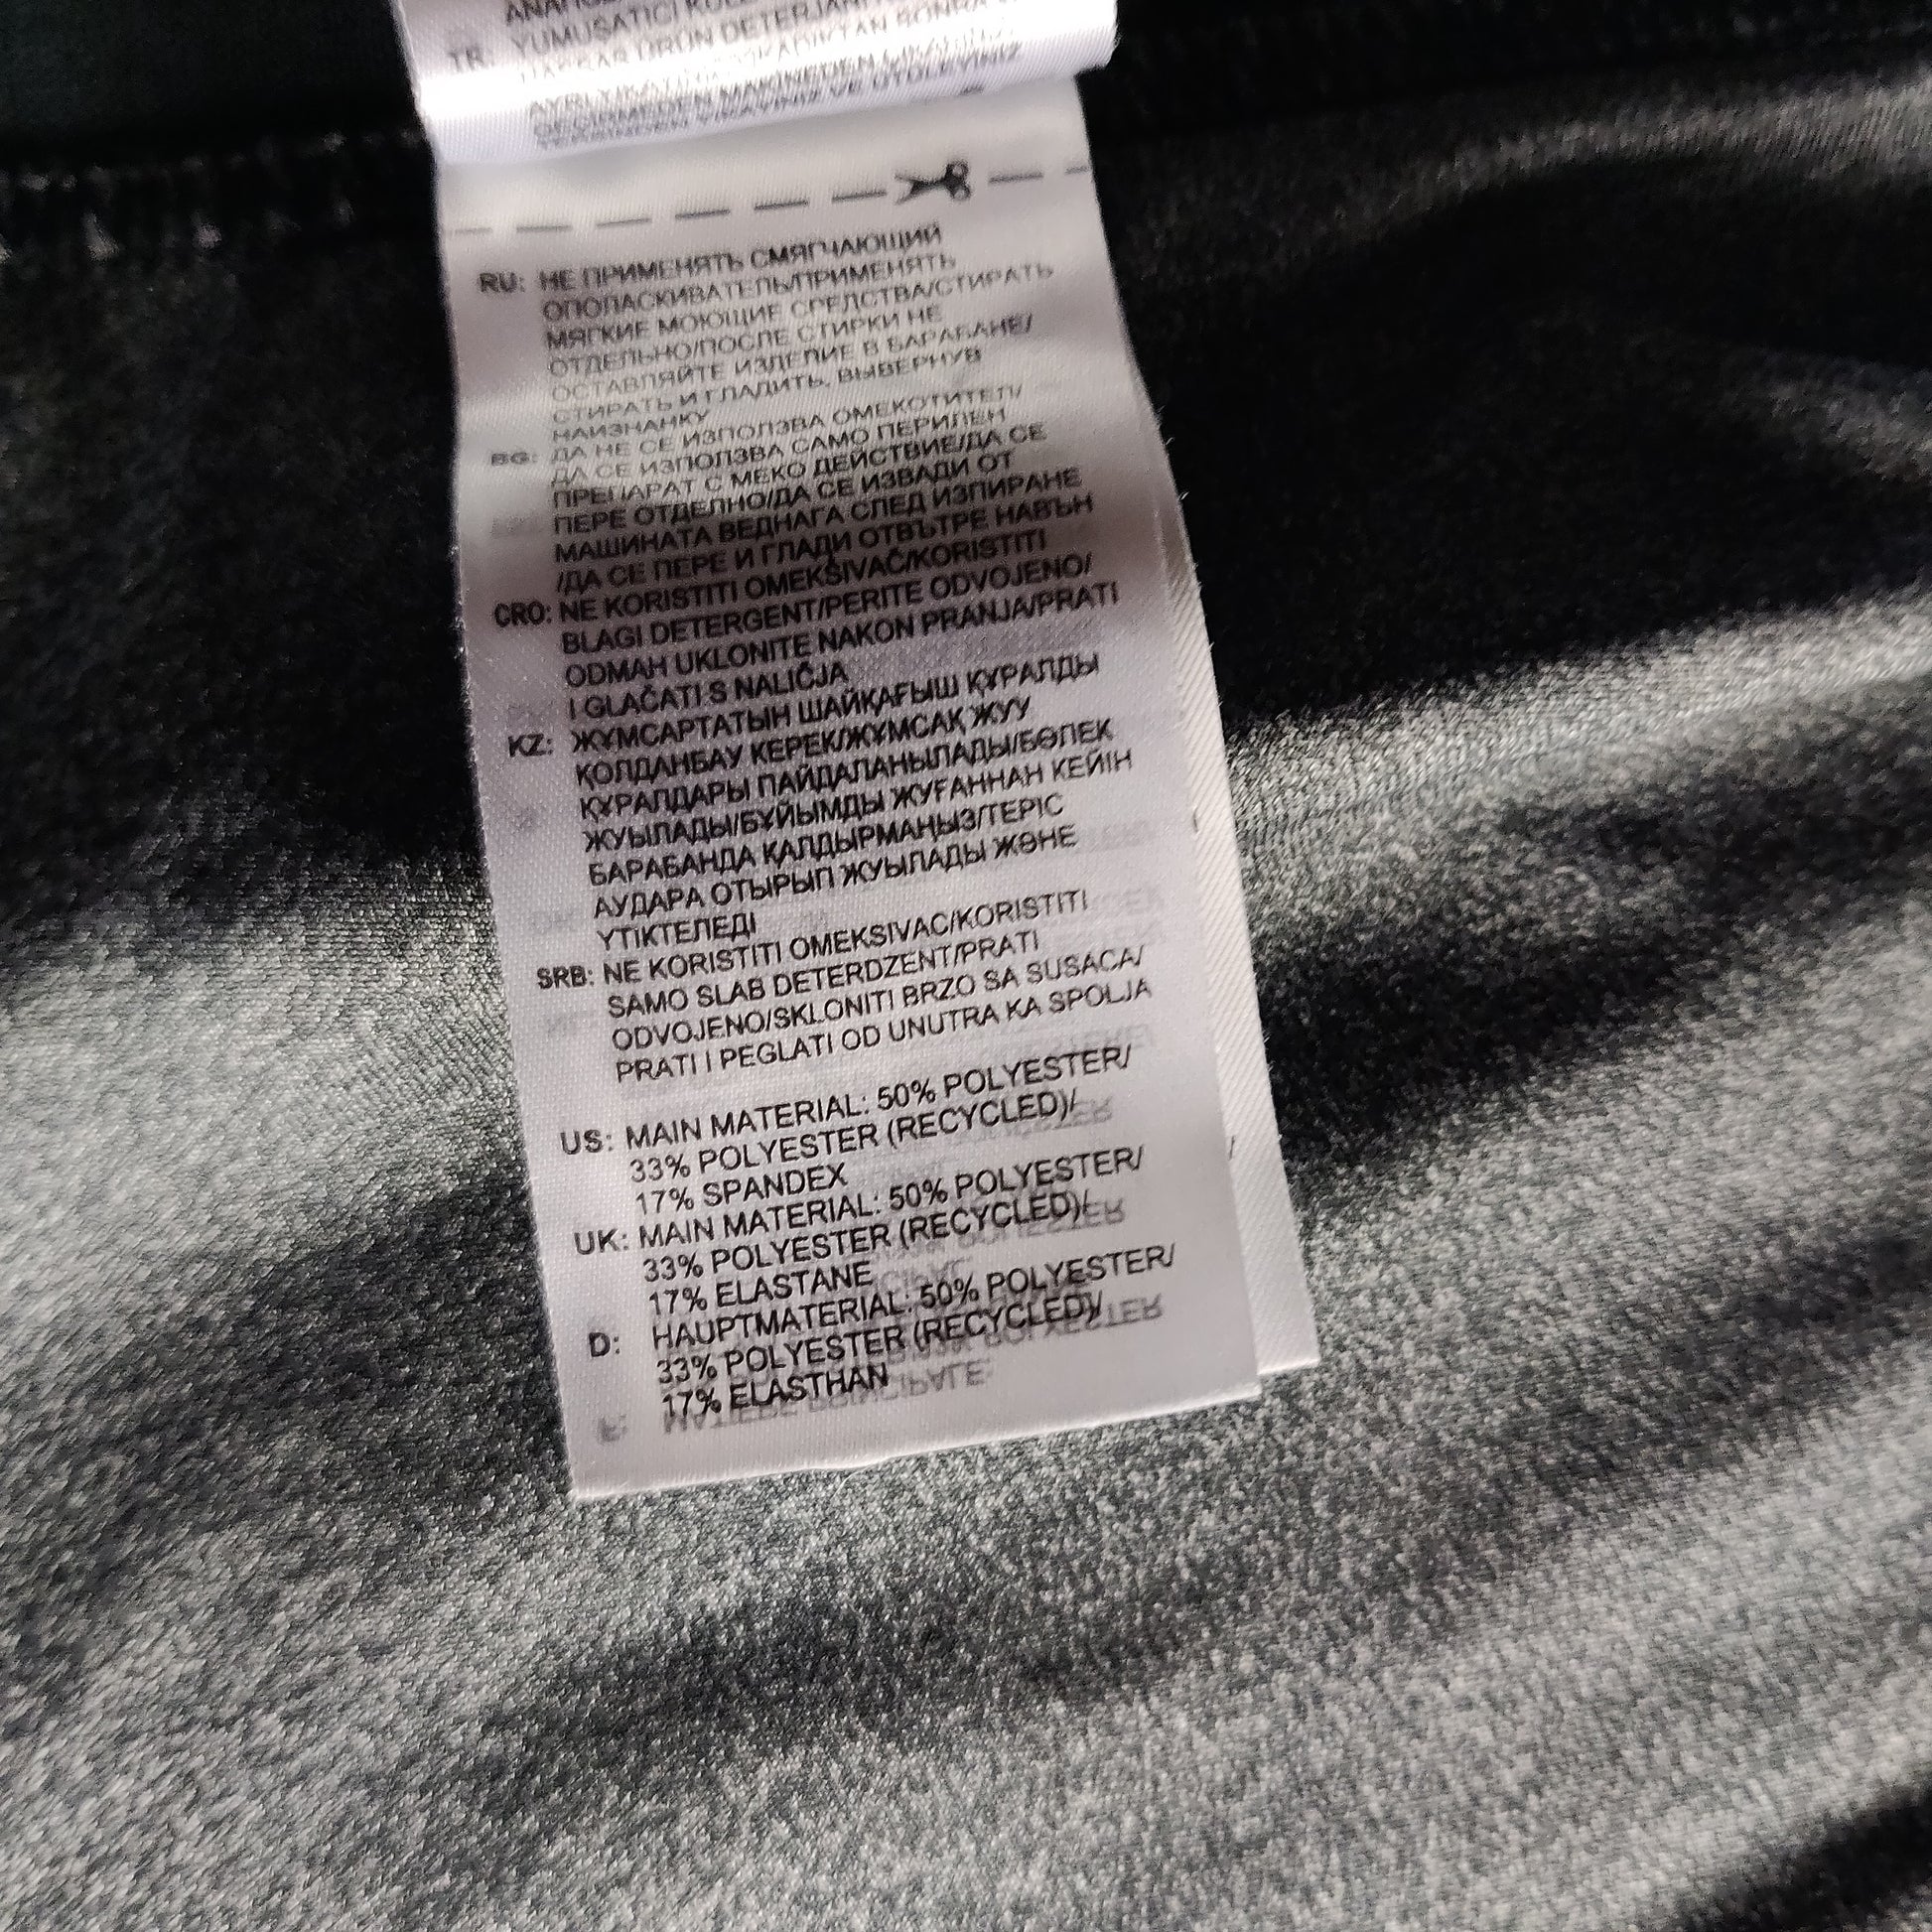 TR: YUMUŞATICI
RU: НЕ ПРИМЕНЯТЬ СМЯГЧАЮЩИЙ
ОПОЛАСКИВАТЕЛЬ/ПРИМЕНЯТЬ
МЯГКИЕ МОЮЩИЕ СРЕДСТВА/СТИРАТЬ
ОТДЕЛЬНО/ПОСЛЕ СТИРКИ НЕ
ОСТАВЛЯЙТЕ ИЗДЕЛИЕ В БАРАБАНЕ/
СТИРАТЬ И ГЛАДИТЬ, ВЫВЕРНУВ
НАИЗНАНКУ
BG: ДА НЕ СЕ ИЗПОЛЗВА ОМЕКОТИТЕЛ/
ДА СЕ ИЗПОЛЗВА САМО ПЕРИЛЕН
ПРЕПАРАТ С МЕКО ДЕЙСТВИЕ/ДА СЕ
ПЕРЕ ОТДЕЛНО/ДА СЕ ИЗВАДИ ОТ
МАШИНАТА ВЕДНАГА СЛЕД ИЗПИРАНЕ
/ДА СЕ ПЕРЕ И ГЛАДИ ОТВЪТРЕ НАВЪН
CRO: NE KORISTITI OMEKŠIVAČ/KORISTITI
BLAGI DETERGENT/PERITE ODVOJENO/
ODMAH UKLONITE NAKON PRANJA/PRATI
I GLAČATI S NALIČJA
KZ: ЖҰМСАРТАТЫН ШАЙҚАҒЫШ ҚҰРАЛДЫ
ҚОЛДАНБАУ КЕРЕК/ЖҰМСАҚ ЖУУ
ҚҰРАЛДАРЫ ПАЙДАЛАНЫЛАДЫ/БӨЛЕК
ЖУЫЛАДЫ/БҰЙЫМДЫ ЖУҒАННАН КЕЙІН
БАРАБАНДА ҚАЛДЫРМАҢЫЗ/ТЕРІС
АУДАРА ОТЫРЫП ЖУЫЛАДЫ ЖӘНЕ
ҮТІКТЕЛЕДІ
SRB: NE KORISTITI OMEKSIVAC/KORISTITI
SAMO SLAB DETERDZENT/PRATI
ODVOJENO/SKLONITI BRZO SA SUSACA/
PRATI I PEGLATI OD UNUTRA KA SPOLJA
US: MAIN MATERIAL: 50% POLYESTER/
33% POLYESTER (RECYCLED)/
17% SPANDEX
UK: MAIN MATERIAL: 50% POLYESTER/
33% POLYESTER (RECYCLED)/
17% ELASTANE
D: HAUPTMATERIAL: 50% POLYESTER/
33% POLYESTER (RECYCLED)/
17% ELASTHAN